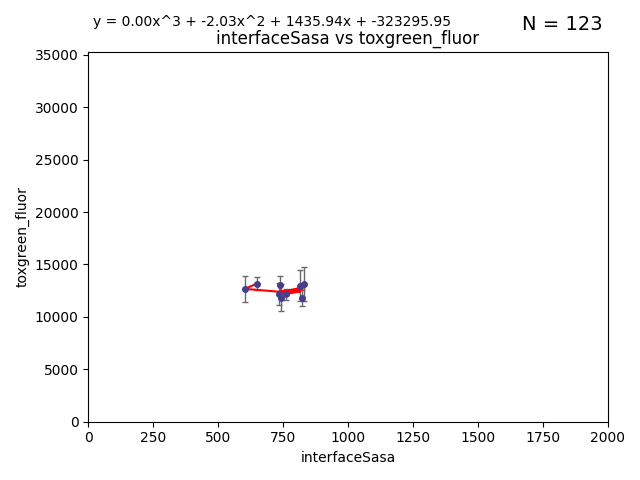 y = 0.00x^3 + -2.03x^2 + 1435.94x + -323295.95
N = 123
interfaceSasa vs toxgreen_fluor
35000
30000
25000
20000
15000
10000
5000
0
toxgreen_fluor
0 250 500 750 1000 1250 1500 1750 2000
interfaceSasa